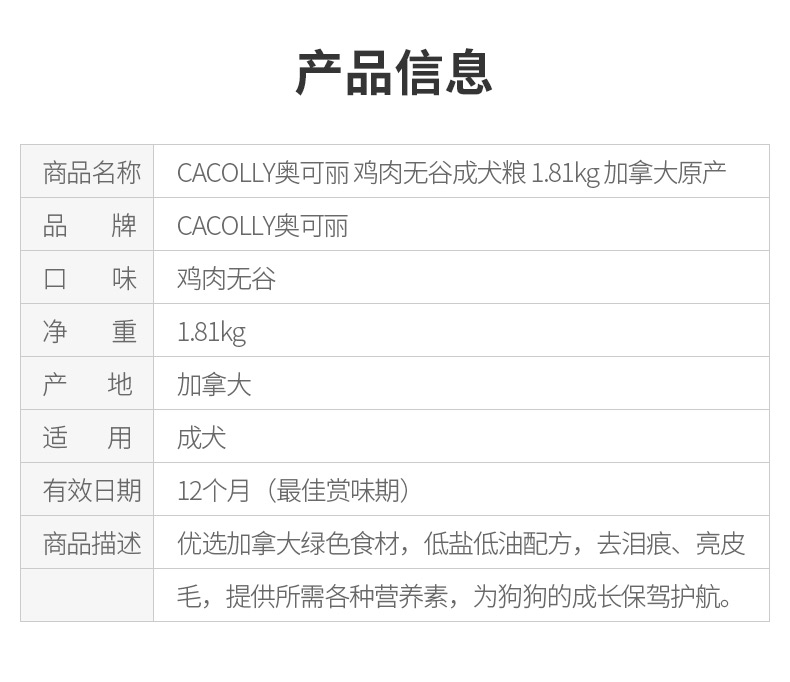 产品信息
商品名称 CACOLLY奥可丽 鸡肉无谷成犬粮 1.81kg 加拿大原产
品 牌 CACOLLY奥可丽
口 味 鸡肉无谷
净 重 1.81kg
产 地 加拿大
适 用 成犬
有效日期 12个月（最佳赏味期）
商品描述 优选加拿大绿色食材，低盐低油配方，去泪痕、亮皮
毛，提供所需各种营养素，为狗狗的成长保驾护航。